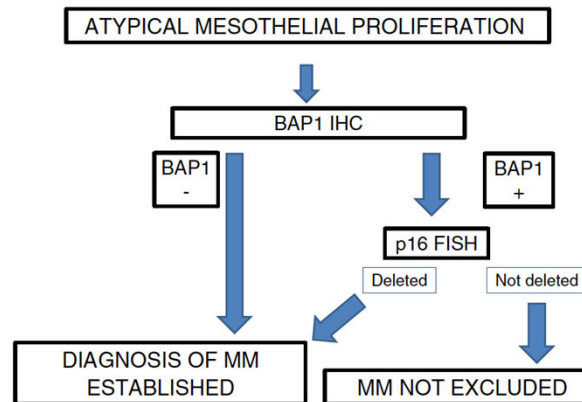 ATYPICAL MESOTHELIAL PROLIFERATION
BAP1 IHC
BAP1
-
BAP1
+
p16 FISH
Deleted
Not deleted
DIAGNOSIS OF MM
ESTABLISHED
MM NOT EXCLUDED